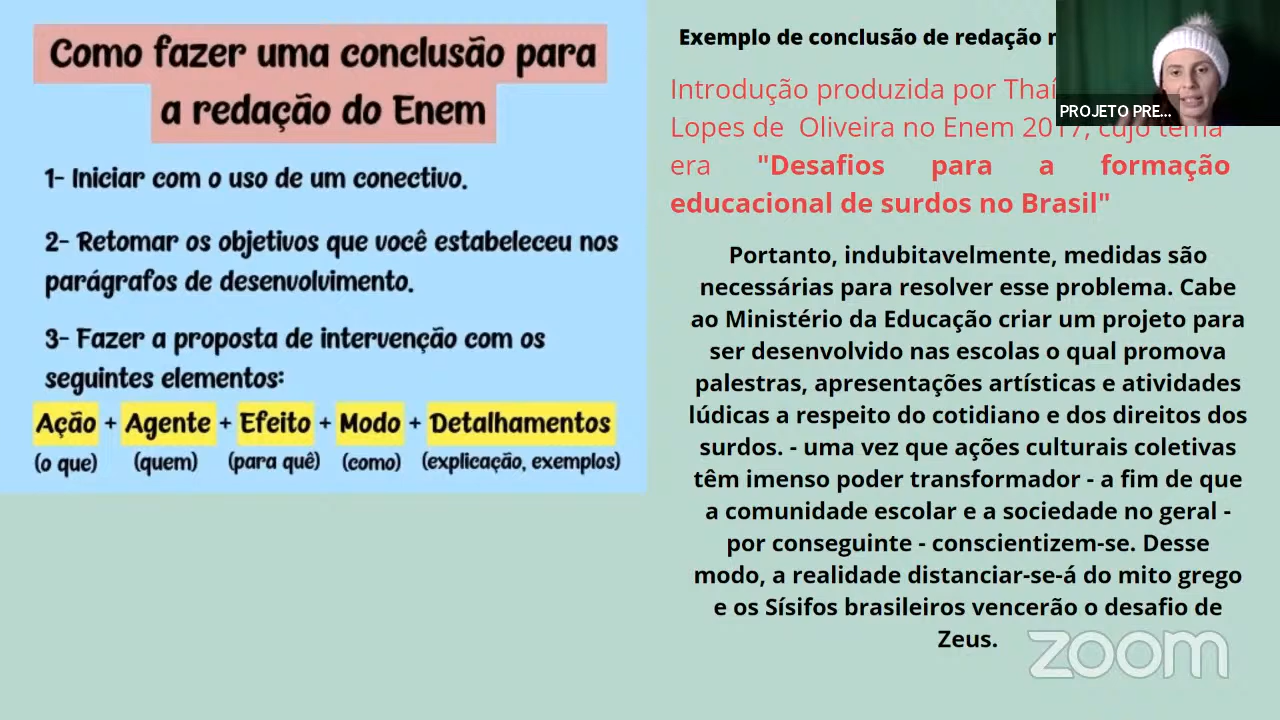 Como fazer uma conclusão para
a redação do Enem
1- Iniciar com o uso de um conectivo.
2- Retomar os objetivos que você estabeleceu nos
parágrafos de desenvolvimento.
3- Fazer a proposta de intervenção com os
seguintes elementos:
Ação + Agente + Efeito + Modo + Detalhamentos
(o que) (quem) (para quê) (como) (explicação, exemplos)
Exemplo de conclusão de redação
Introdução produzida por
Lopes de Oliveira no Enem 2017, cujo tema
era "Desafios para a formação
educacional de surdos no Brasil"
Portanto, indubitavelmente, medidas são
necessárias para resolver esse problema. Cabe
ao Ministério da Educação criar um projeto para
ser desenvolvido nas escolas o qual promova
palestras, apresentações artísticas e atividades
lúdicas a respeito do cotidiano e dos direitos dos
surdos. - uma vez que ações culturais coletivas
têm imenso poder transformador - a fim de que
a comunidade escolar e a sociedade no geral -
por conseguinte - conscientizem-se. Desse
modo, a realidade distanciar-se-á do mito grego
e os Sísifos brasileiros vencerão o desafio de
Zeus.
PROJETO PRE...
zoom